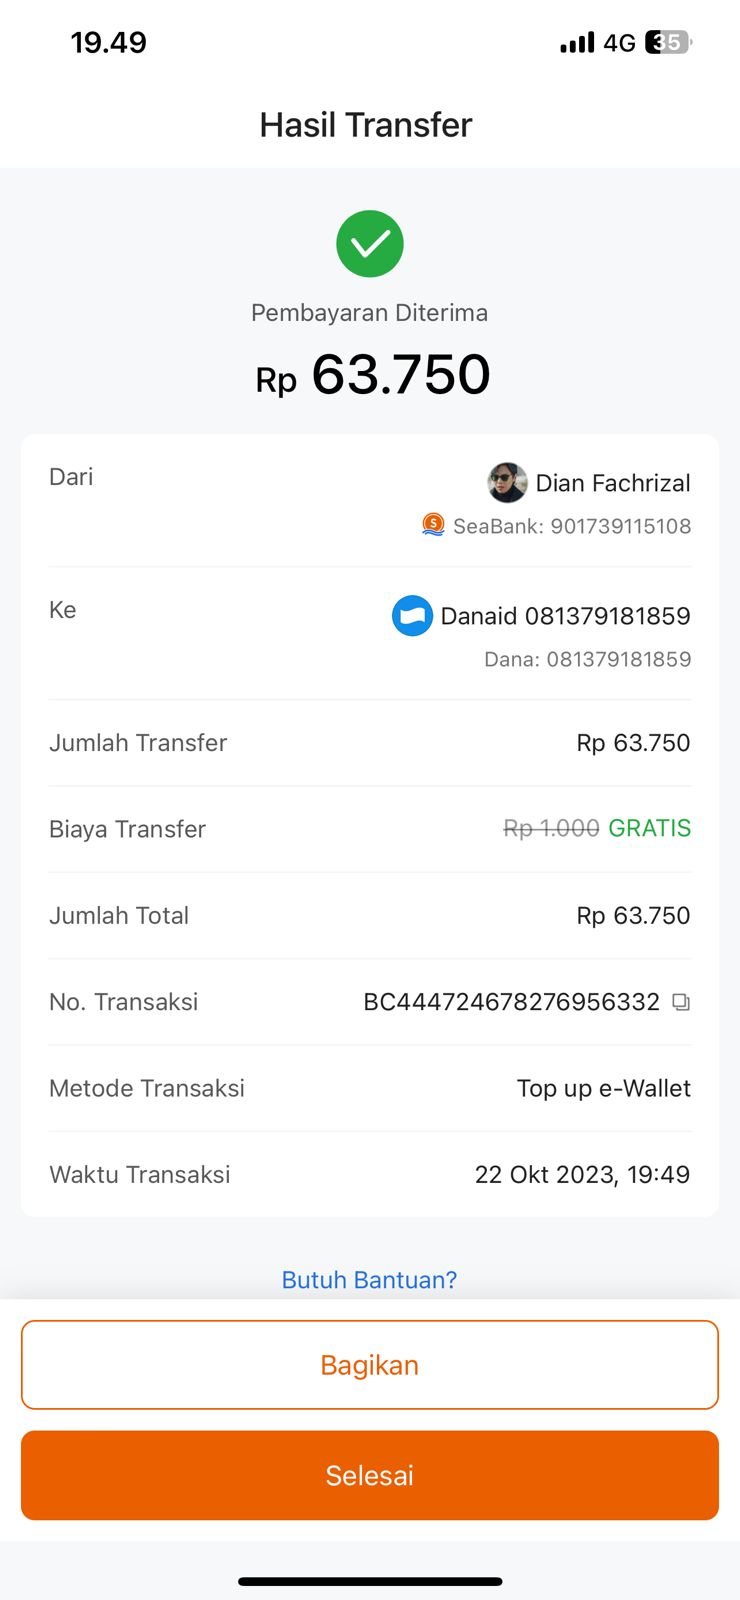 19.49
4G 35
Hasil Transfer
Pembayaran Diterima
Rp 63.750
Dari
Dian Fachrizal
SeaBank: 901739115108
Ke
Danaid 081379181859
Dana: 081379181859
Jumlah Transfer Rp 63.750
Biaya Transfer Rp 1.000 GRATIS
Jumlah Total Rp 63.750
No. Transaksi BC444724678276956332
Metode Transaksi Top up e-Wallet
Waktu Transaksi 22 Okt 2023, 19:49
Butuh Bantuan?
Bagikan
Selesai